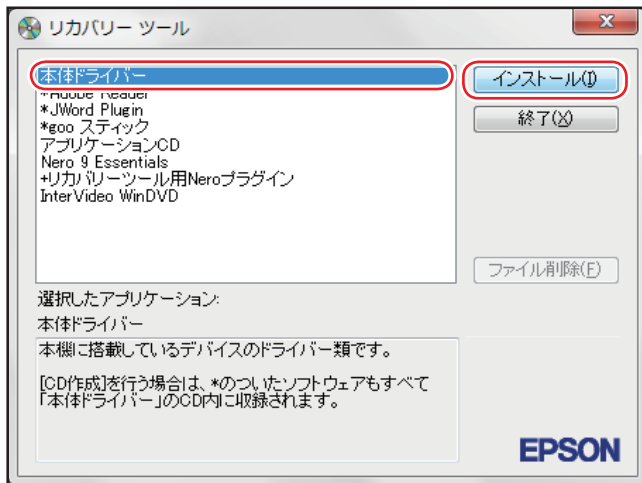 リカバリー ツール
本体ドライバー
*Adobe Reader
*JWord Plugin
*goo スティック
アプリケーションCD
Nero 9 Essentials
+リカバリーツール用Neroプラグイン
InterVideo WinDVD
インストール(I)
終了(X)
ファイル削除(F)
選択したアプリケーション:
本体ドライバー
本機に搭載しているデバイスのドライバー類です。
[CD作成]を行う場合は、*のついたソフトウェアもすべて
「本体ドライバー」のCD内に収録されます。
EPSON